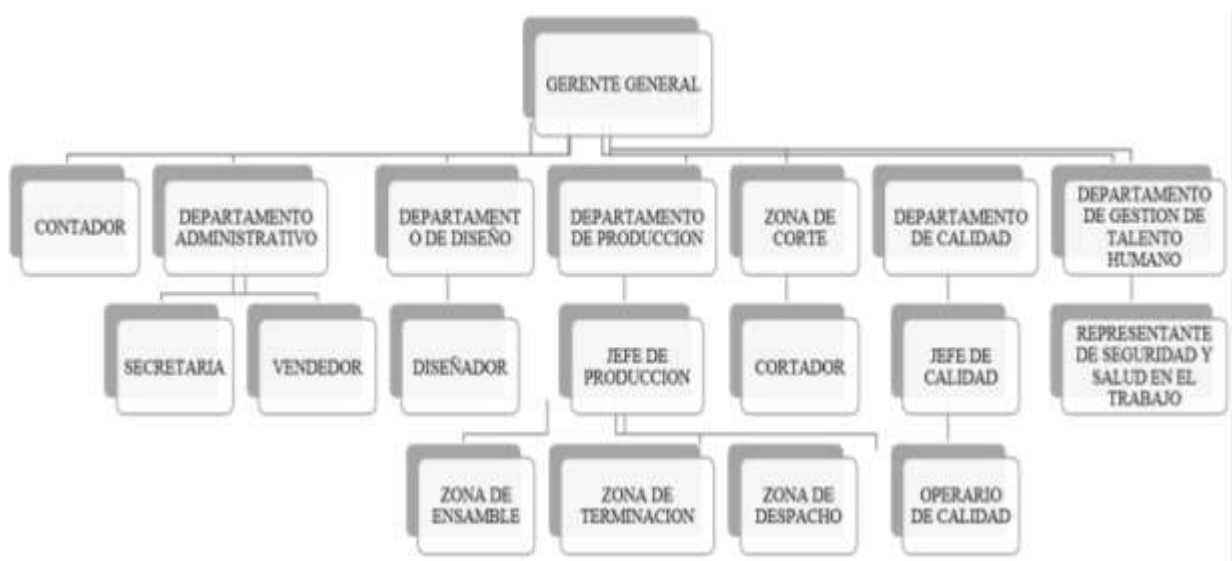 GERENTE GENERAL
CONTADOR
DEPARTAMENTO
ADMINISTRATIVO
DEPARTAMENT
O DE DISEÑO
DEPARTAMENTO
DE PRODUCCION
ZONA DE
CORTE
DEPARTAMENTO
DE CALIDAD
DEPARTAMENTO
DE GESTION DE
TALENTO
HUMANO
SECRETARIA
VENDEDOR
DISEÑADOR
JEFE DE
PRODUCCION
CORTADOR
JEFE DE
CALIDAD
REPRESENTANTE
DE SEGURIDAD Y
SALUD EN EL
TRABAJO
ZONA DE
ENSAMBLE
ZONA DE
TERMINACION
ZONA DE
DESPACHO
OPERARIO
DE CALIDAD